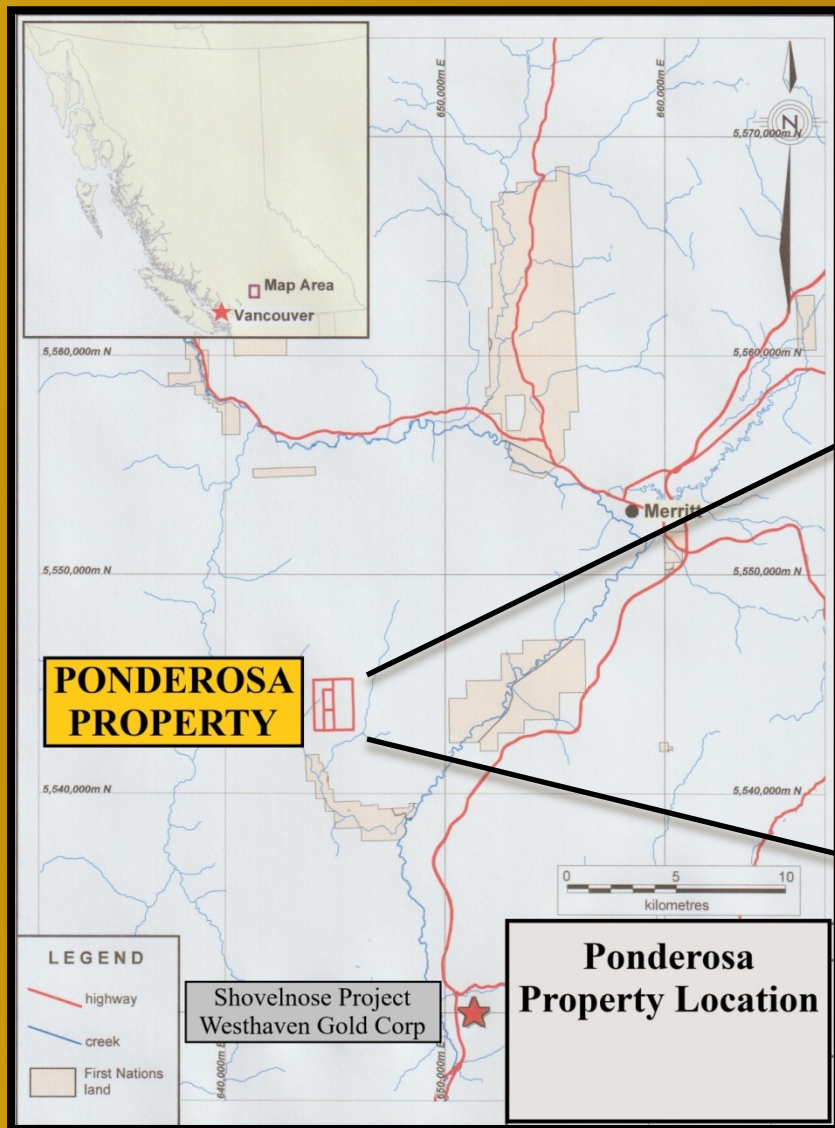 Map Area
Vancouver
650,000m E
660,000m E
N
5,570,000m N
5,560,000m N
5,560,000m N
Merritt
5,550,000m N
5,550,000m N
PONDEROSA
PROPERTY
5,540,000m N
5,540,000m N
0 5 10
kilometres
LEGEND
highway
creek
First Nations
land
Shovelnose Project
Westhaven Gold Corp
Ponderosa
Property Location
640,000m E
650,000m E